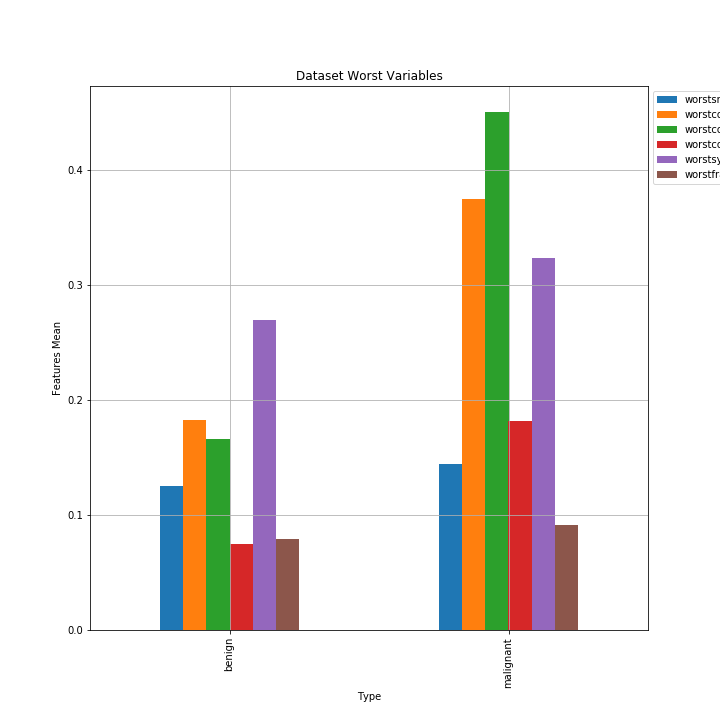 Dataset Worst Variables
worstsm
worstco
worstco
worstco
worstsy
worstfra
0.4
0.3
0.2
0.1
0.0
Features Mean
benign
malignant
Type